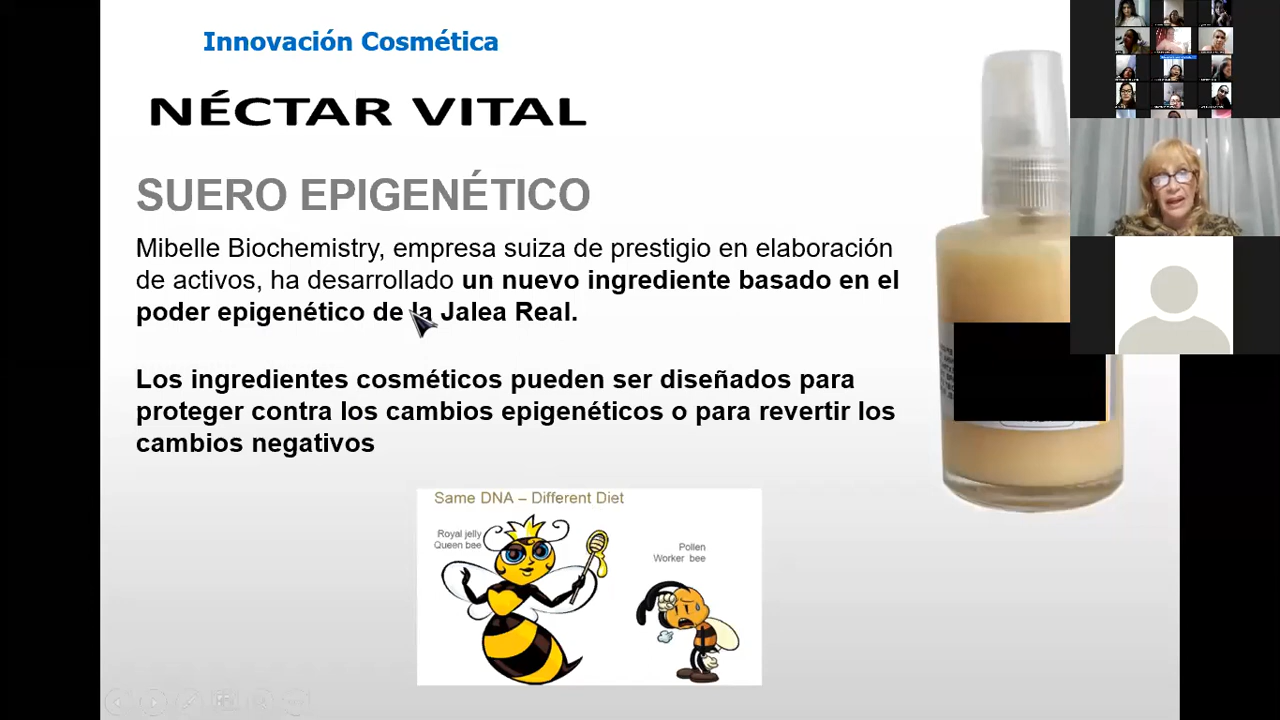 Innovación Cosmética
NÉCTAR VITAL
SUERO EPIGENÉTICO
Mibelle Biochemistry, empresa suiza de prestigio en elaboración
de activos, ha desarrollado un nuevo ingrediente basado en el
poder epigenético de la Jalea Real.
Los ingredientes cosméticos pueden ser diseñados para
proteger contra los cambios epigenéticos o para revertir los
cambios negativos
Same DNA – Different Diet
Royal jelly
Queen bee
Pollen
Worker bee